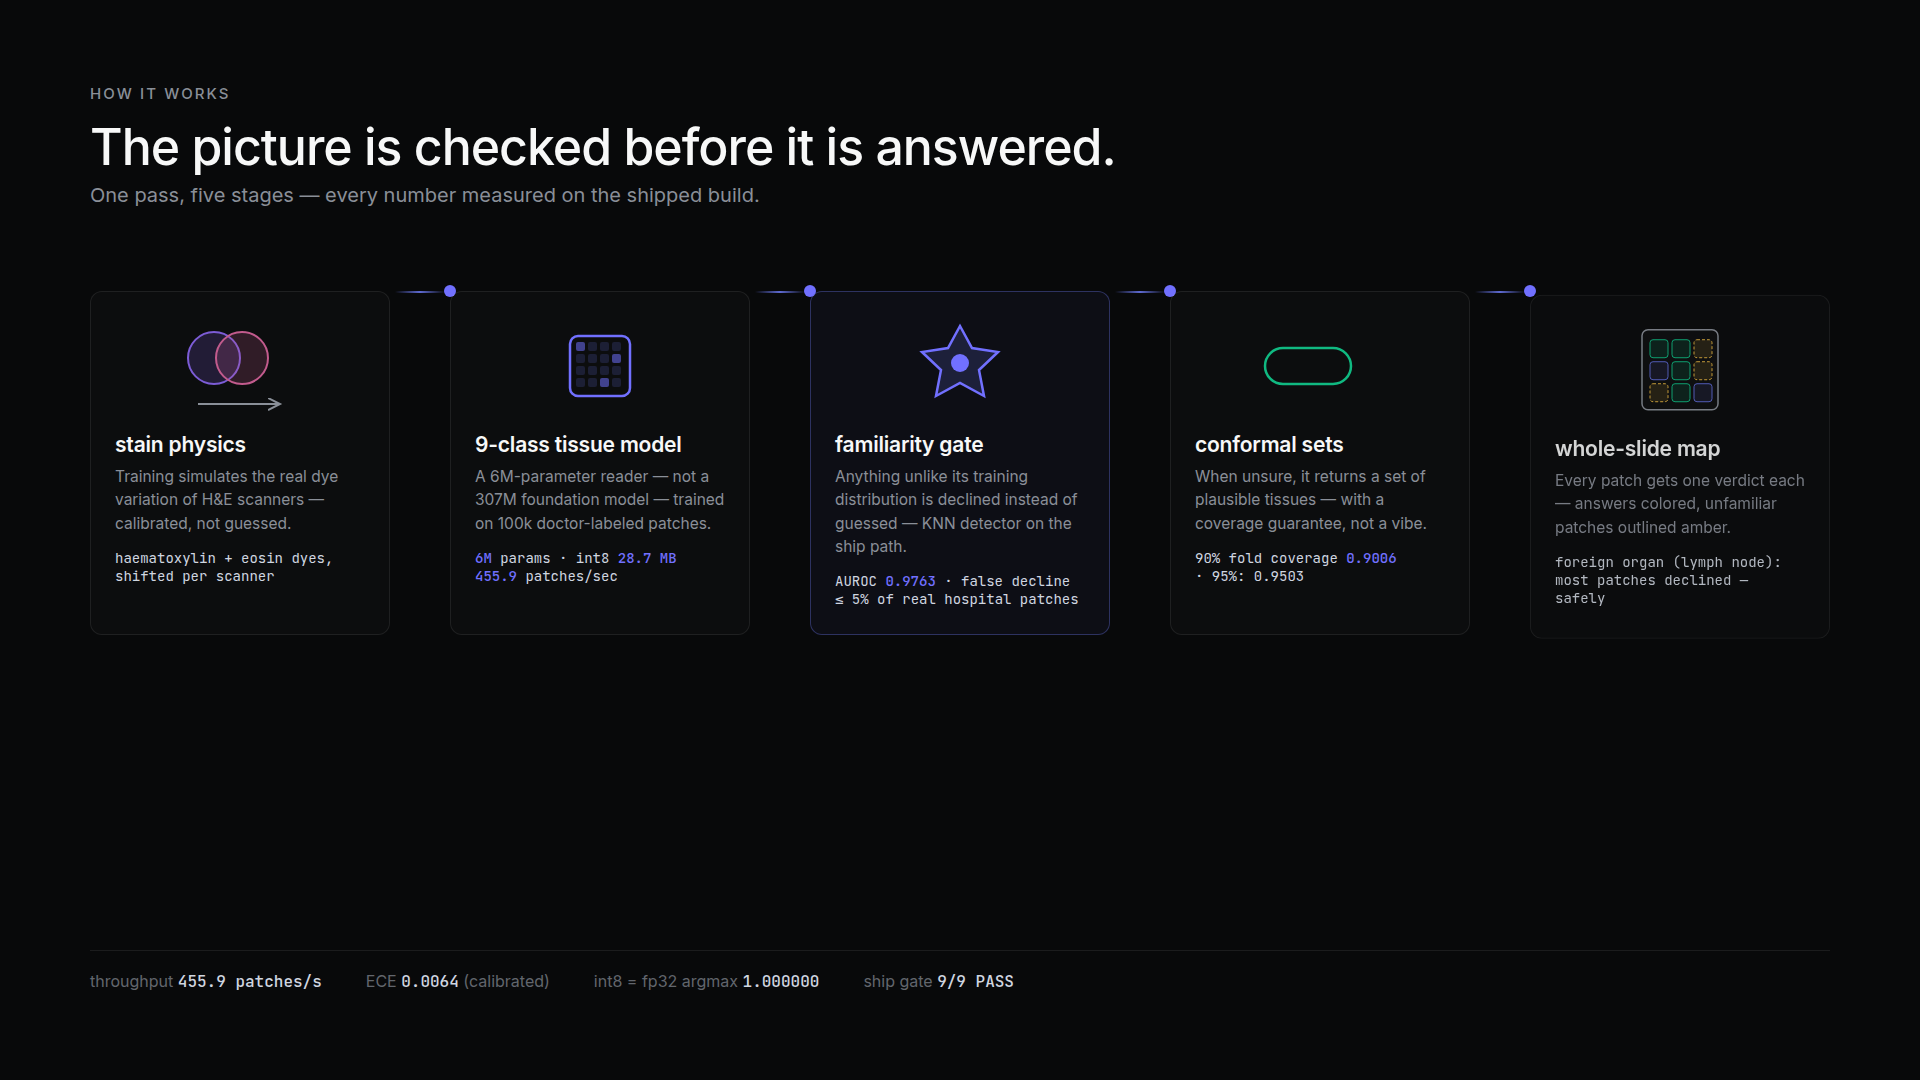 HOW IT WORKS
The picture is checked before it is answered.
One pass, five stages — every number measured on the shipped build.
stain physics
Training simulates the real dye
variation of H&E scanners —
calibrated, not guessed.
haematoxylin + eosin dyes,
shifted per scanner
9-class tissue model
A 6M-parameter reader — not a
307M foundation model — trained
on 100k doctor-labeled patches.
6M params · int8 28.7 MB
455.9 patches/sec
familiarity gate
Anything unlike its training
distribution is declined instead of
guessed — KNN detector on the
ship path.
AUROC 0.9763 · false decline
≤ 5% of real hospital patches
conformal sets
When unsure, it returns a set of
plausible tissues — with a
coverage guarantee, not a vibe.
90% fold coverage 0.9006
· 95%: 0.9503
whole-slide map
Every patch gets one verdict each
— answers colored, unfamiliar
patches outlined amber.
foreign organ (lymph node):
most patches declined —
safely
throughput 455.9 patches/s ECE 0.0064 (calibrated) int8 = fp32 argmax 1.000000 ship gate 9/9 PASS